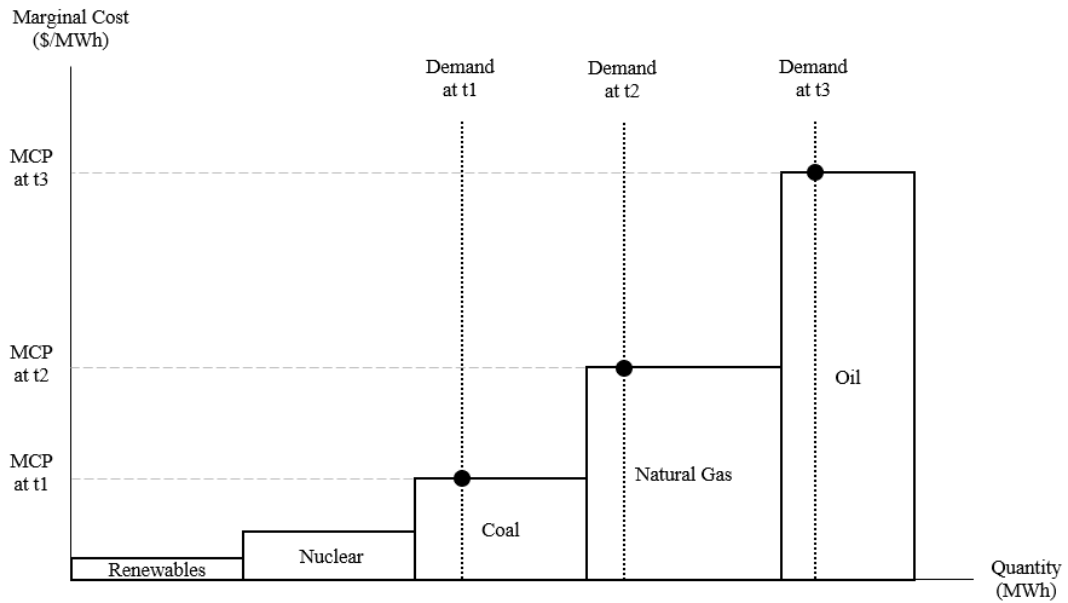 Marginal Cost
($/MWh)
Demand
at t1
Demand
at t2
Demand
at t3
MCP
at t3
MCP
at t2
MCP
at t1
Oil
Natural Gas
Coal
Nuclear
Renewables
Quantity
(MWh)